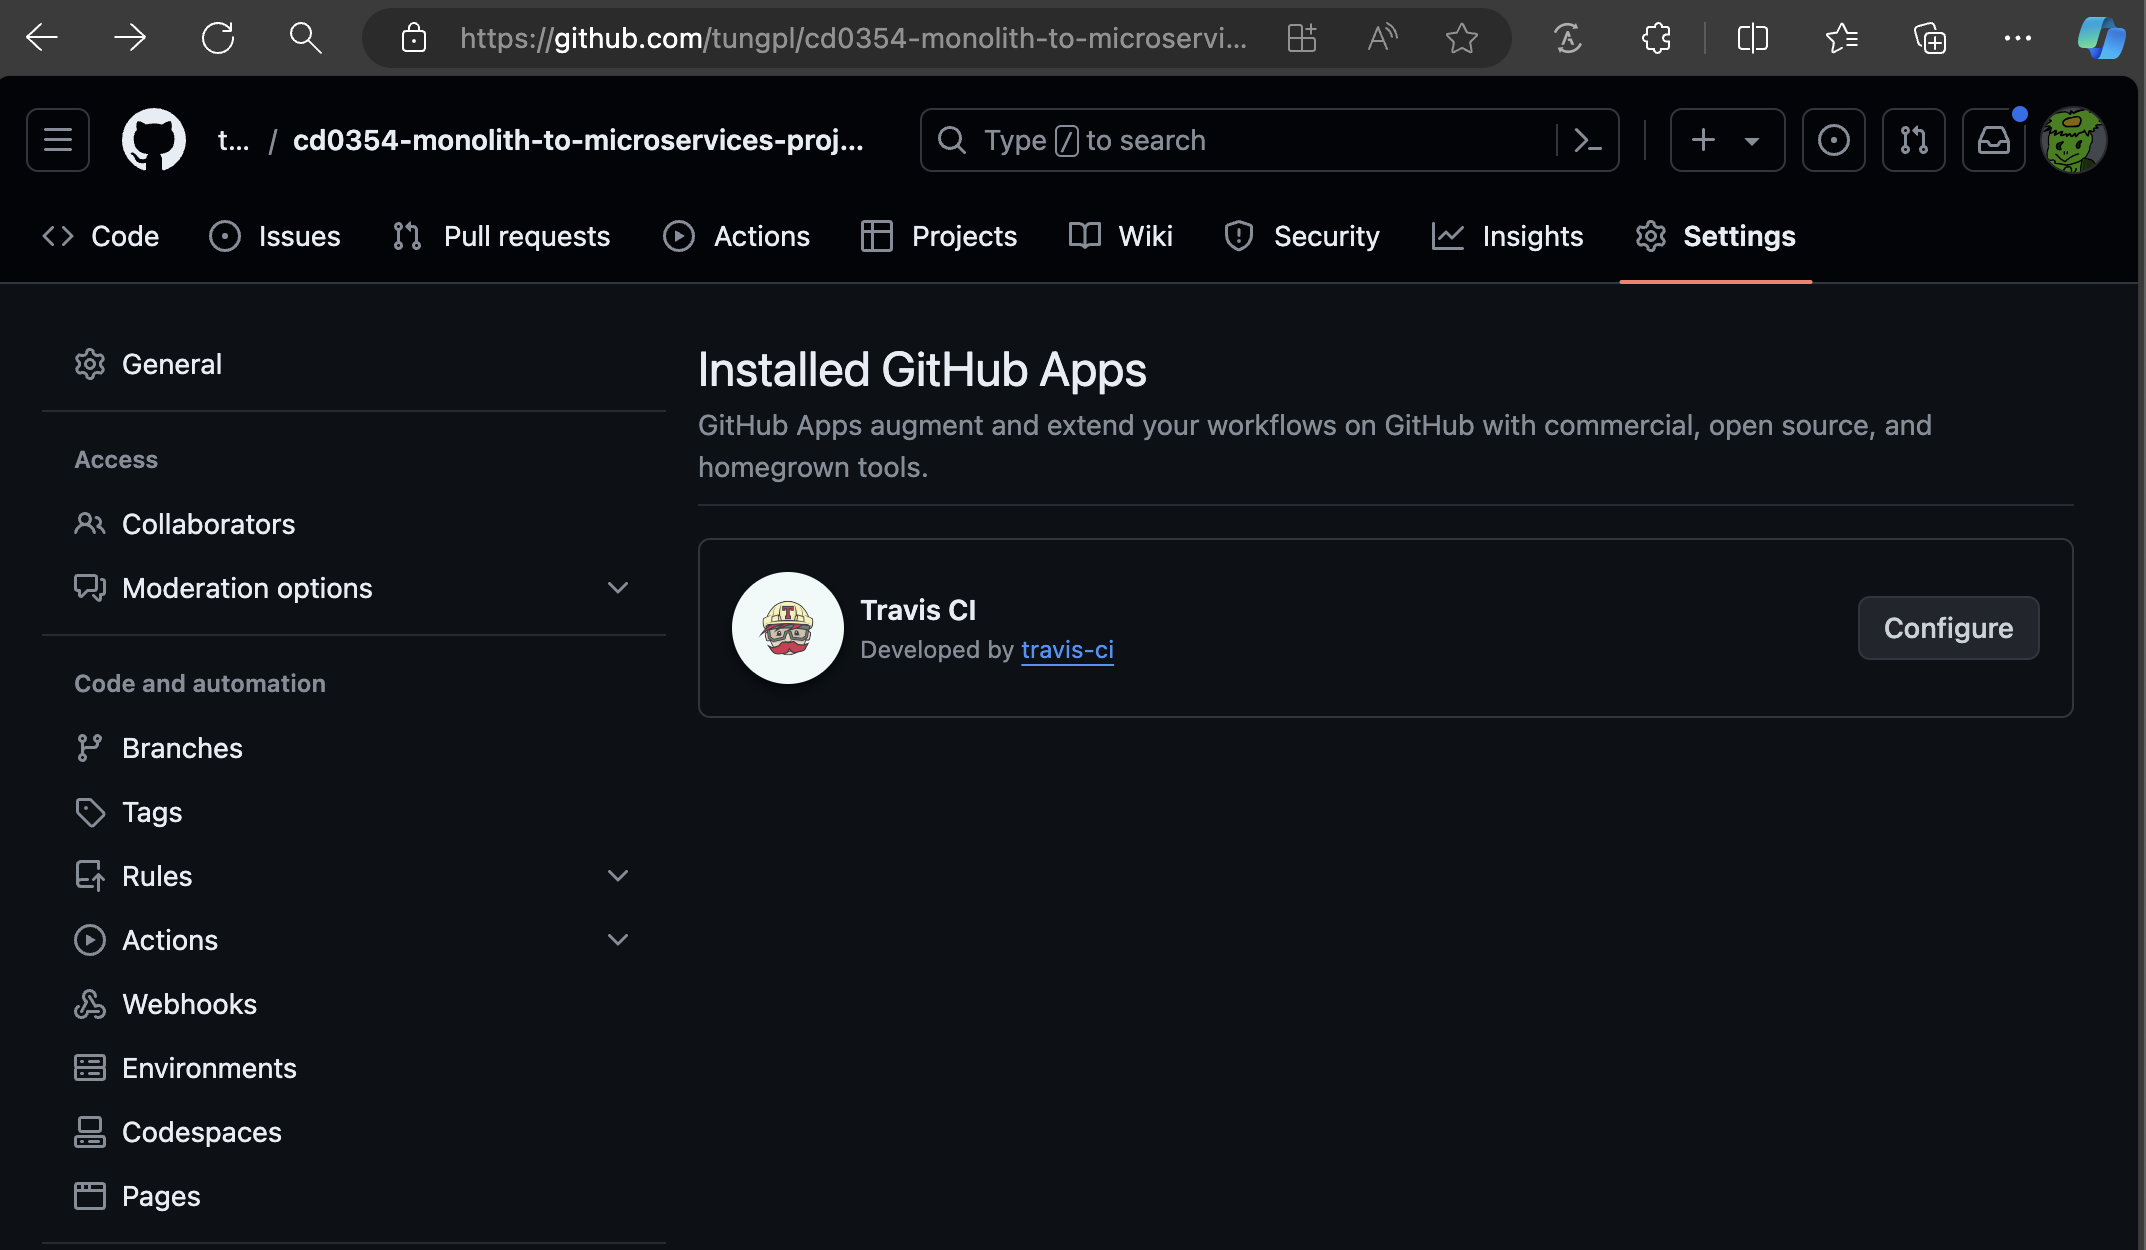 https://github.com/tungpl/cd0354-monolith-to-microservi...
t... / cd0354-monolith-to-microservices-proj...
Type / to search
Code Issues Pull requests Actions Projects Wiki Security Insights Settings
General
Access
Collaborators
Moderation options
Code and automation
Branches
Tags
Rules
Actions
Webhooks
Environments
Codespaces
Pages
Installed GitHub Apps
GitHub Apps augment and extend your workflows on GitHub with commercial, open source, and
homegrown tools.
T
Travis CI
Developed by travis-ci
Configure